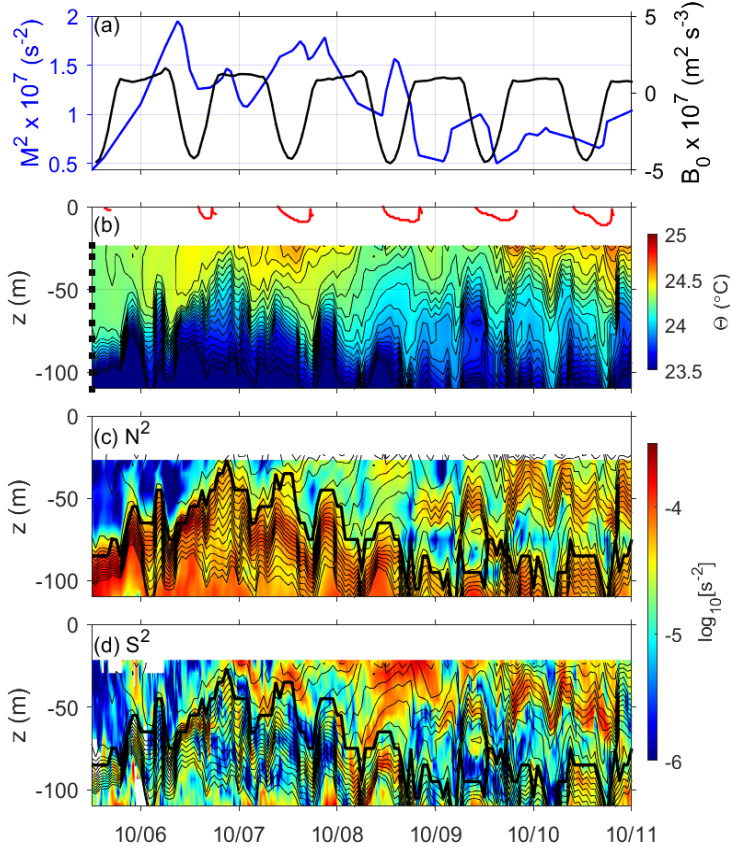 (a)
2
1.5
1
0.5
M² x 10⁷ (s⁻²)
5
0
-5
B₀ x 10⁷ (m² s⁻³)
(b)
0
-50
-100
z (m)
25
24.5
24
23.5
Θ (°C)
(c) N²
0
-50
-100
z (m)
-4
-5
-6
log₁₀[s⁻²]
(d) S²
0
-50
-100
z (m)
10/06 10/07 10/08 10/09 10/10 10/11